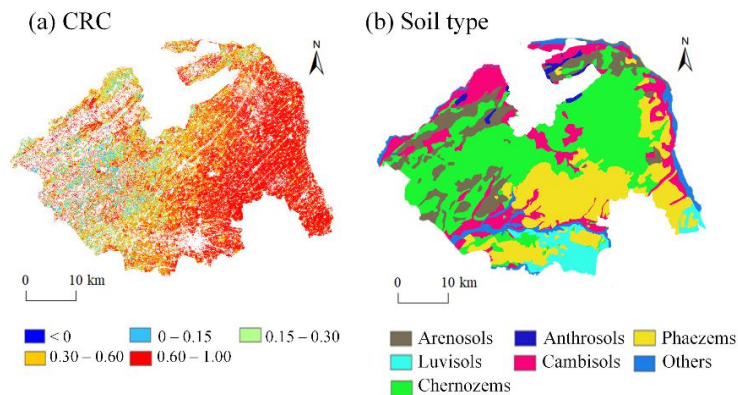 (a) CRC
(b) Soil type
N
N
0 10 km
0 10 km
< 0 0 – 0.15 0.15 – 0.30
0.30 – 0.60 0.60 – 1.00
Arenosols Anthrosols Phaezems
Luvisols Cambisols Others
Chernozems